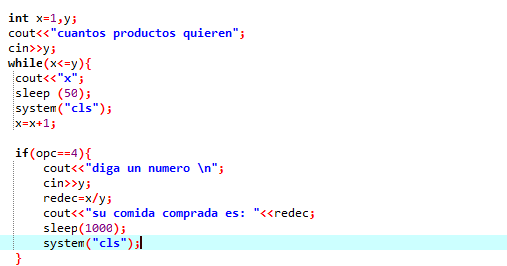 int x=1,y;
cout<<"cuantos productos quieren";
cin>>y;
while(x<=y){
cout<<"x";
sleep (50);
system("cls");
x=x+1;
if(opc==4){
cout<<"diga un numero \n";
cin>>y;
redec=x/y;
cout<<"su comida comprada es: "<<redec;
sleep(1000);
system("cls");
}